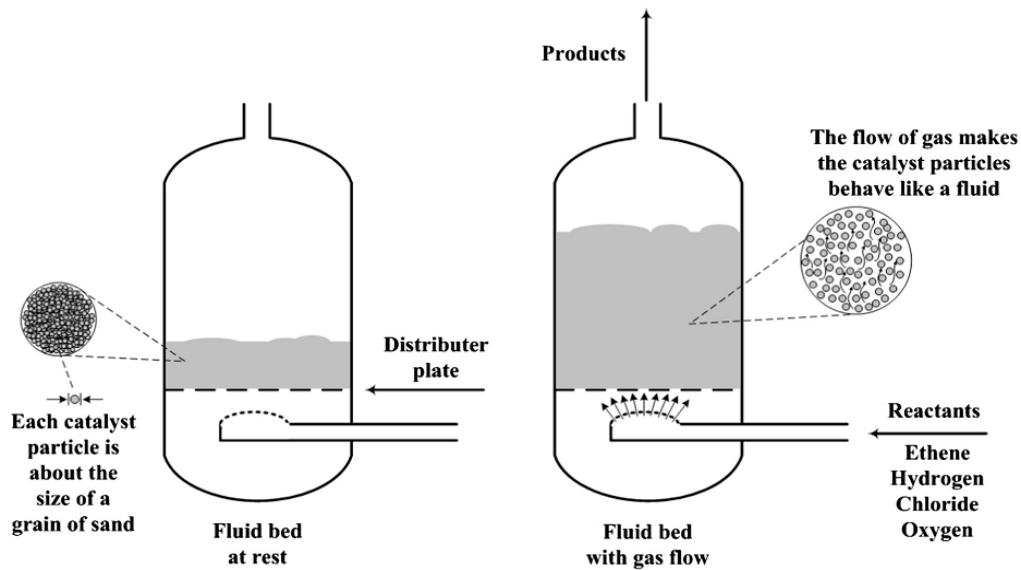 Products
The flow of gas makes
the catalyst particles
behave like a fluid
Distributer
plate
Each catalyst
particle is
about the
size of a
grain of sand
Reactants
Ethene
Hydrogen
Chloride
Oxygen
Fluid bed
at rest
Fluid bed
with gas flow